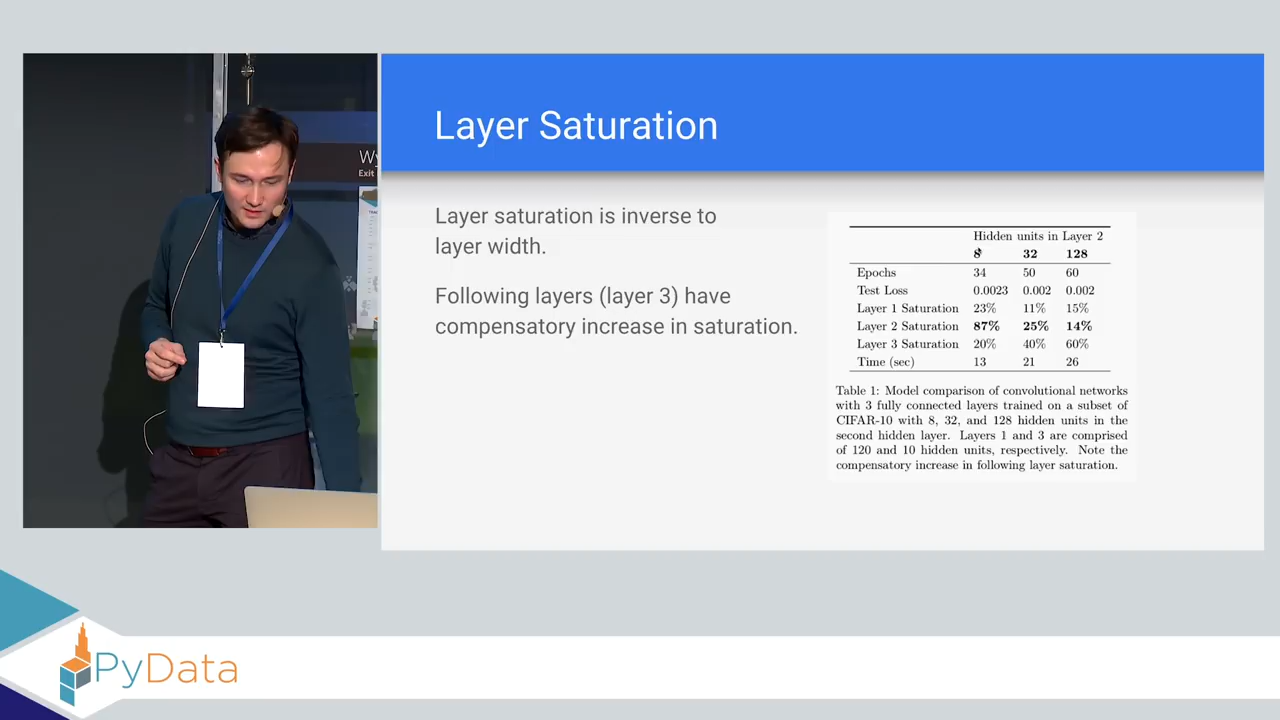 Layer Saturation
Wy
Exit
Layer saturation is inverse to
layer width.
Following layers (layer 3) have
compensatory increase in saturation.
Hidden units in Layer 2
8 32 128
Epochs 34 50 60
Test Loss 0.0023 0.002 0.002
Layer 1 Saturation 23% 11% 15%
Layer 2 Saturation 87% 25% 14%
Layer 3 Saturation 20% 40% 60%
Time (sec) 13 21 26
Table 1: Model comparison of convolutional networks
with 3 fully connected layers trained on a subset of
CIFAR-10 with 8, 32, and 128 hidden units in the
second hidden layer. Layers 1 and 3 are comprised
of 120 and 10 hidden units, respectively. Note the
compensatory increase in following layer saturation.
PyData